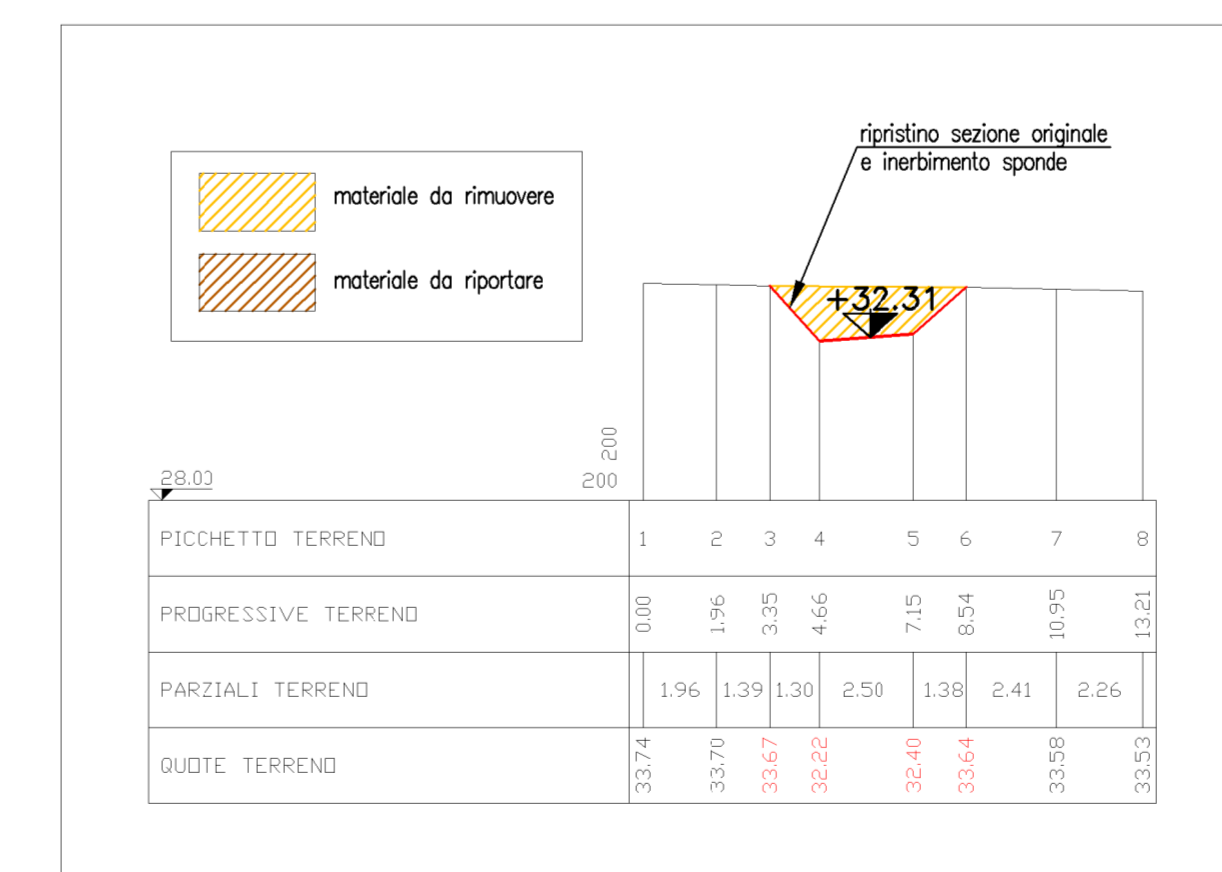 ripristino sezione originale
e inerbimento sponde
materiale da rimuovere
materiale da riportare
+32.31
200
200
28.00
PICCHETTO TERRENO 1 2 3 4 5 6 7 8
PROGRESSIVE TERRENO 0.00 1.96 3.35 4.66 7.15 8.54 10.95 13.21
PARZIALI TERRENO 1.96 1.39 1.30 2.50 1.38 2.41 2.26
QUOTE TERRENO 33.74 33.70 33.67 32.22 32.40 33.64 33.58 33.53